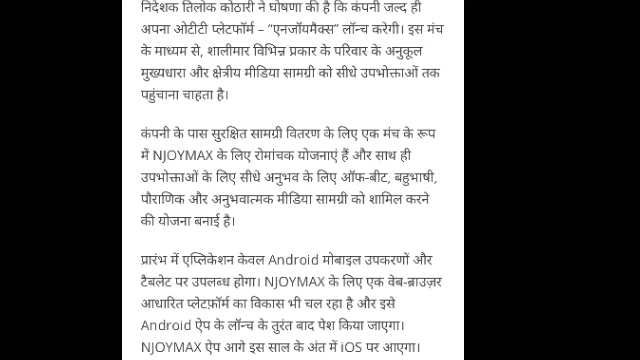 निदेशक तिलोक कोठारी ने घोषणा की है कि कंपनी जल्द ही
अपना ओटीटी प्लेटफॉर्म – “एनजॉयमैक्स” लॉन्च करेगी। इस मंच
के माध्यम से, शालीमार विभिन्न प्रकार के परिवार के अनुकूल
मुख्यधारा और क्षेत्रीय मीडिया सामग्री को सीधे उपभोक्ताओं तक
पहुंचाना चाहता है।
कंपनी के पास सुरक्षित सामग्री वितरण के लिए एक मंच के रूप
में NJOYMAX के लिए रोमांचक योजनाएं हैं और साथ ही
उपभोक्ताओं के लिए सीधे अनुभव के लिए ऑफ-बीट, बहुभाषी,
पौराणिक और अनुभवात्मक मीडिया सामग्री को शामिल करने
की योजना बनाई है।
प्रारंभ में एप्लिकेशन केवल Android मोबाइल उपकरणों और
टैबलेट पर उपलब्ध होगा। NJOYMAX के लिए एक वेब-ब्राउज़र
आधारित प्लेटफ़ॉर्म का विकास भी चल रहा है और इसे
Android ऐप के लॉन्च के तुरंत बाद पेश किया जाएगा।
NJOYMAX ऐप आगे इस साल के अंत में iOS पर आएगा।